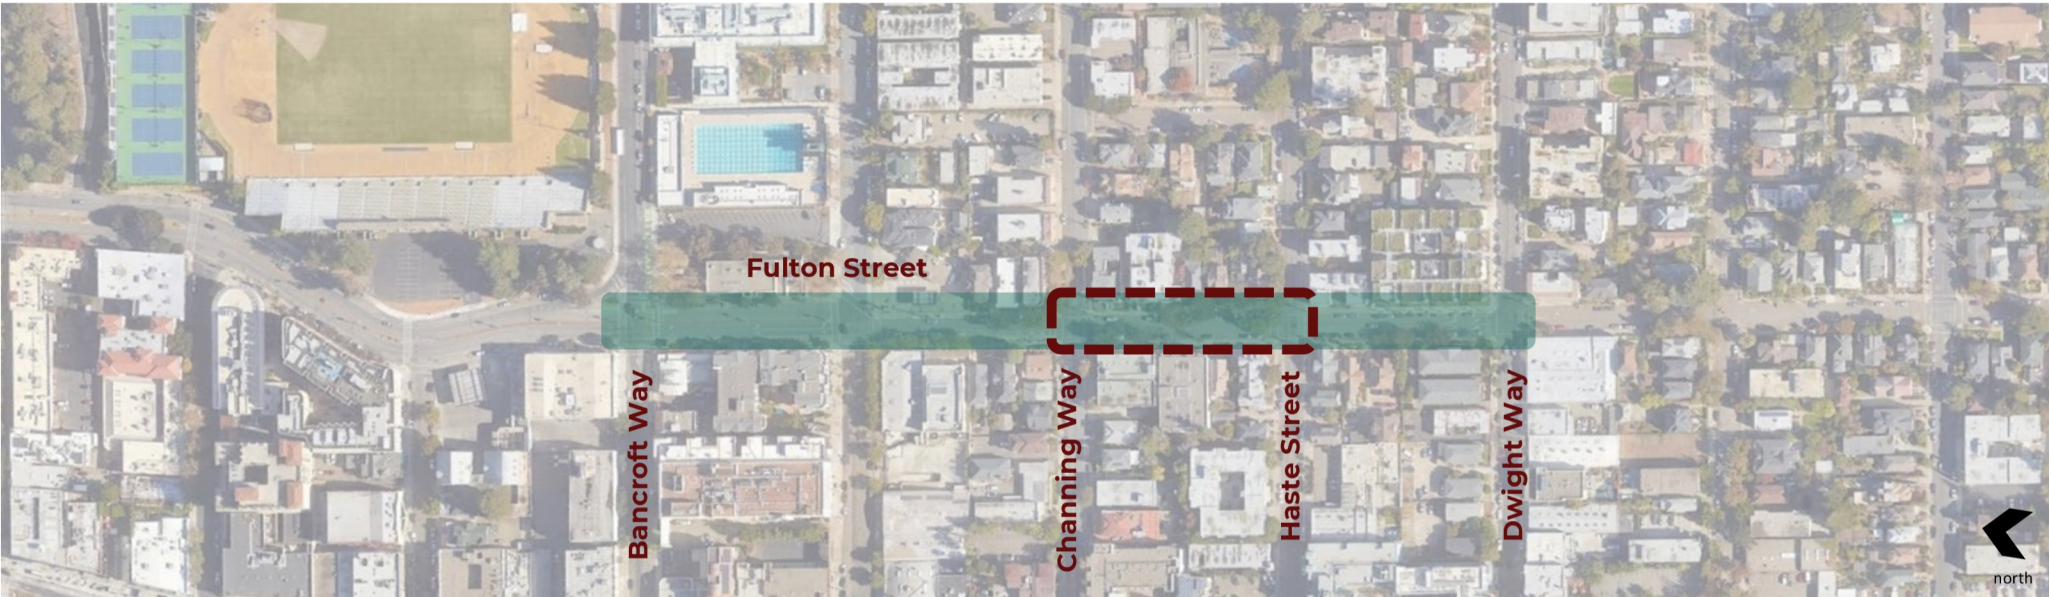 Fulton Street
Bancroft Way
Channing Way
Haste Street
Dwight Way
north